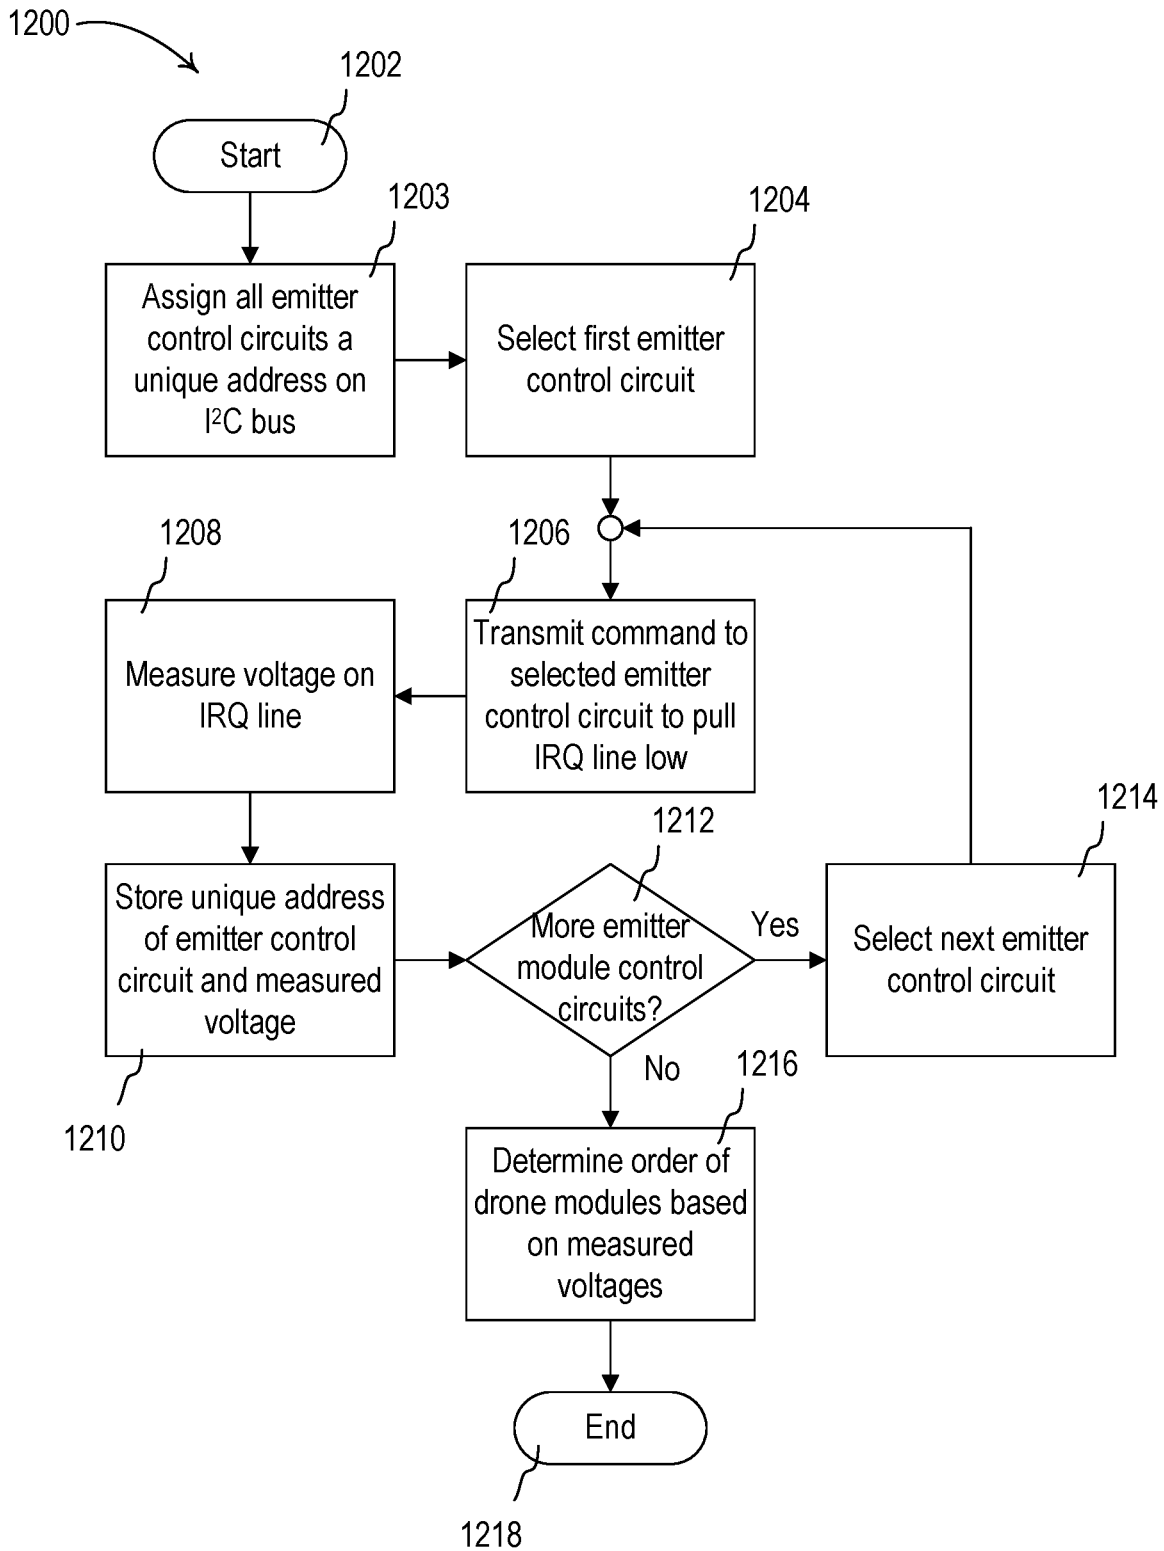 1200
1202
Start
1203
Assign all emitter
control circuits a
unique address on
I²C bus
1204
Select first emitter
control circuit
1206
Transmit command to
selected emitter
control circuit to pull
IRQ line low
1208
Measure voltage on
IRQ line
1210
Store unique address
of emitter control
circuit and measured
voltage
1212
More emitter
module control
circuits?
Yes
1214
Select next emitter
control circuit
No
1216
Determine order of
drone modules based
on measured
voltages
End
1218